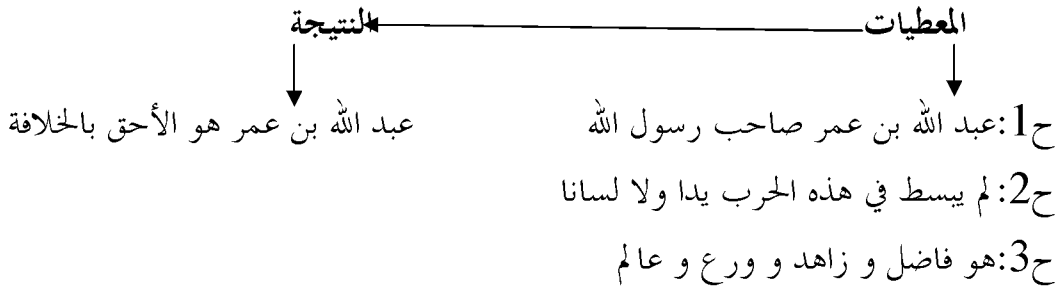 المعطيات النتيجة
ح1:عبد الله بن عمر صاحب رسول الله عبد الله بن عمر هو الأحق بالخلافة
ح2:لم يبسط في هذه الحرب يدا ولا لسانا
ح3:هو فاضل و زاهد و ورع و عالم